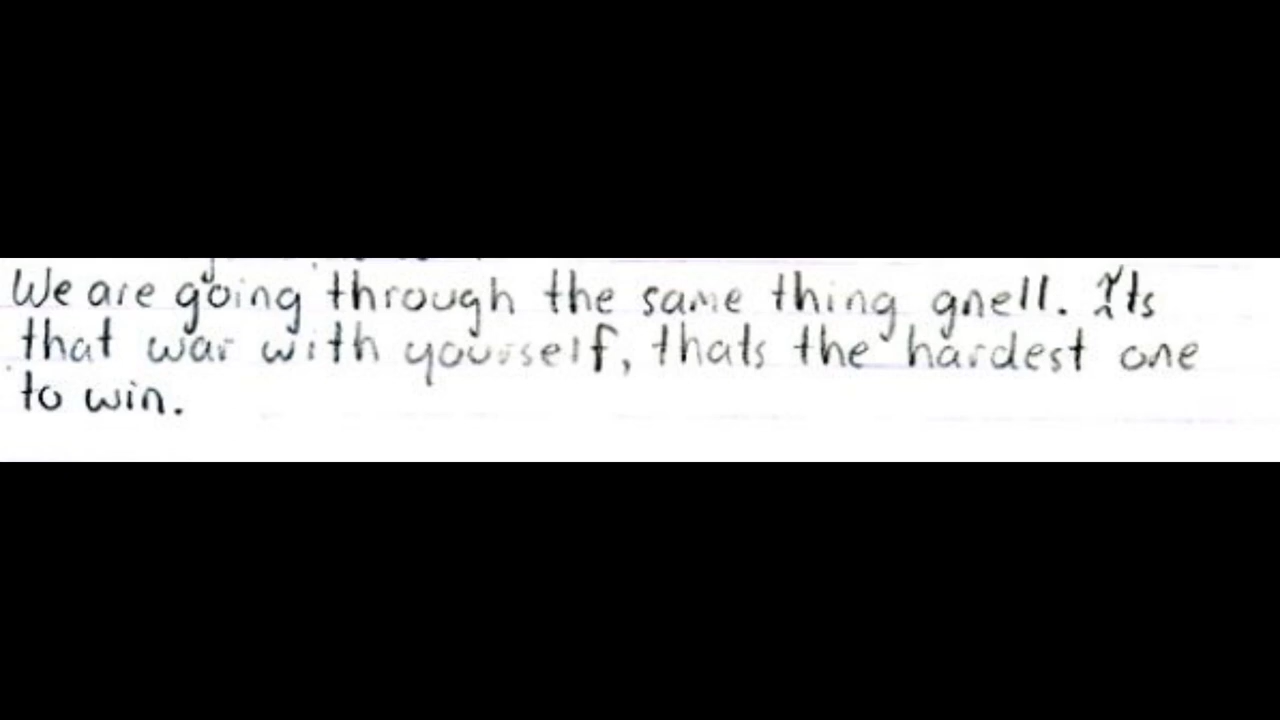 We are going through the same thing gnell. Its
that war with yourself, thats the hardest one
to win.